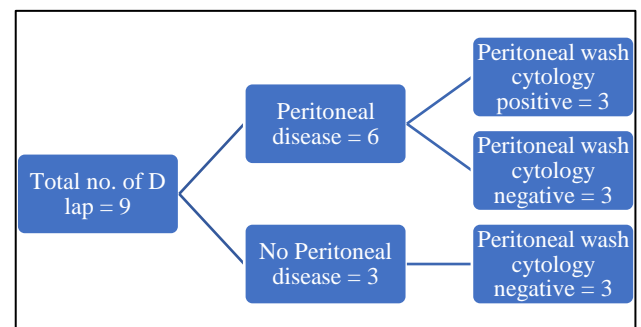 Total no. of D
lap = 9
Peritoneal
disease = 6
No Peritoneal
disease = 3
Peritoneal wash
cytology
positive = 3
Peritoneal wash
cytology
negative = 3
Peritoneal wash
cytology
negative = 3